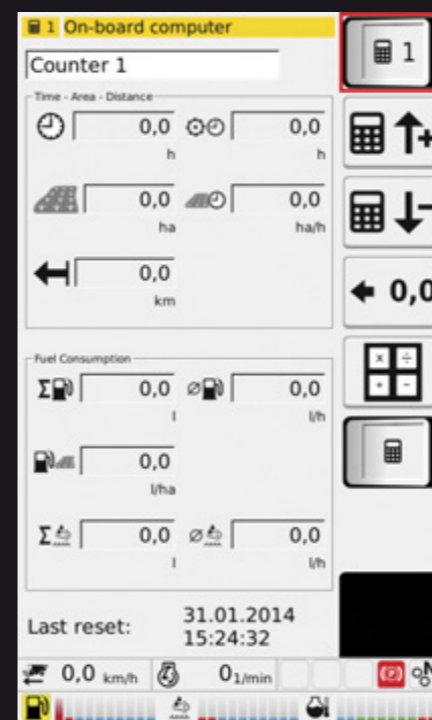 1 On-board computer
1
Counter 1
Time - Area - Distance
0,0 0,0
h h
0,0 0,0
ha ha/h
0,0
km
0,0
Fuel Consumption
0,0 0,0
l l/h
0,0
l/ha
0,0 0,0
l l/h
Last reset: 31.01.2014
15:24:32
0,0 km/h 0 1/min
N